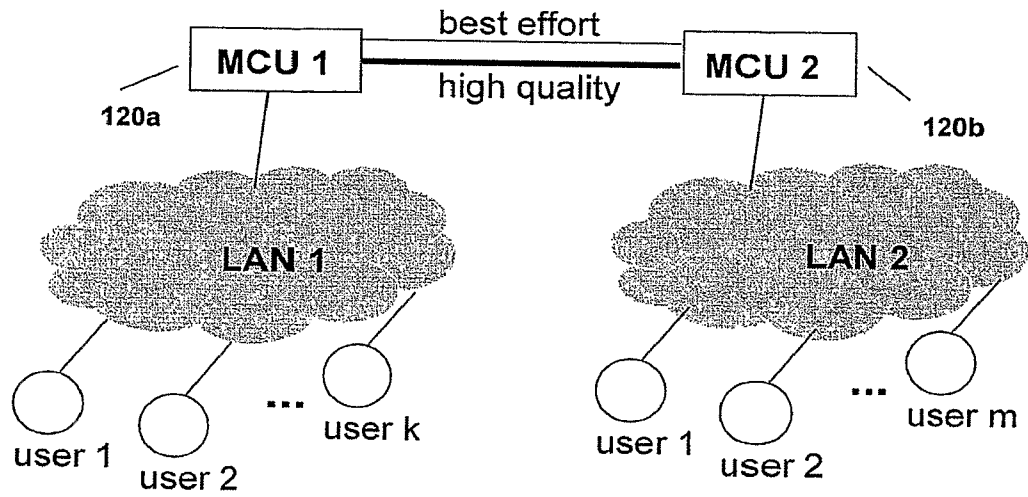 best effort
MCU 1
MCU 2
high quality
120a
120b
LAN 1
LAN 2
...
...
user k
user m
user 1
user 2
user 1
user 2